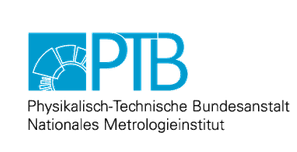 PTB
Physikalisch-Technische Bundesanstalt
Nationales Metrologieinstitut